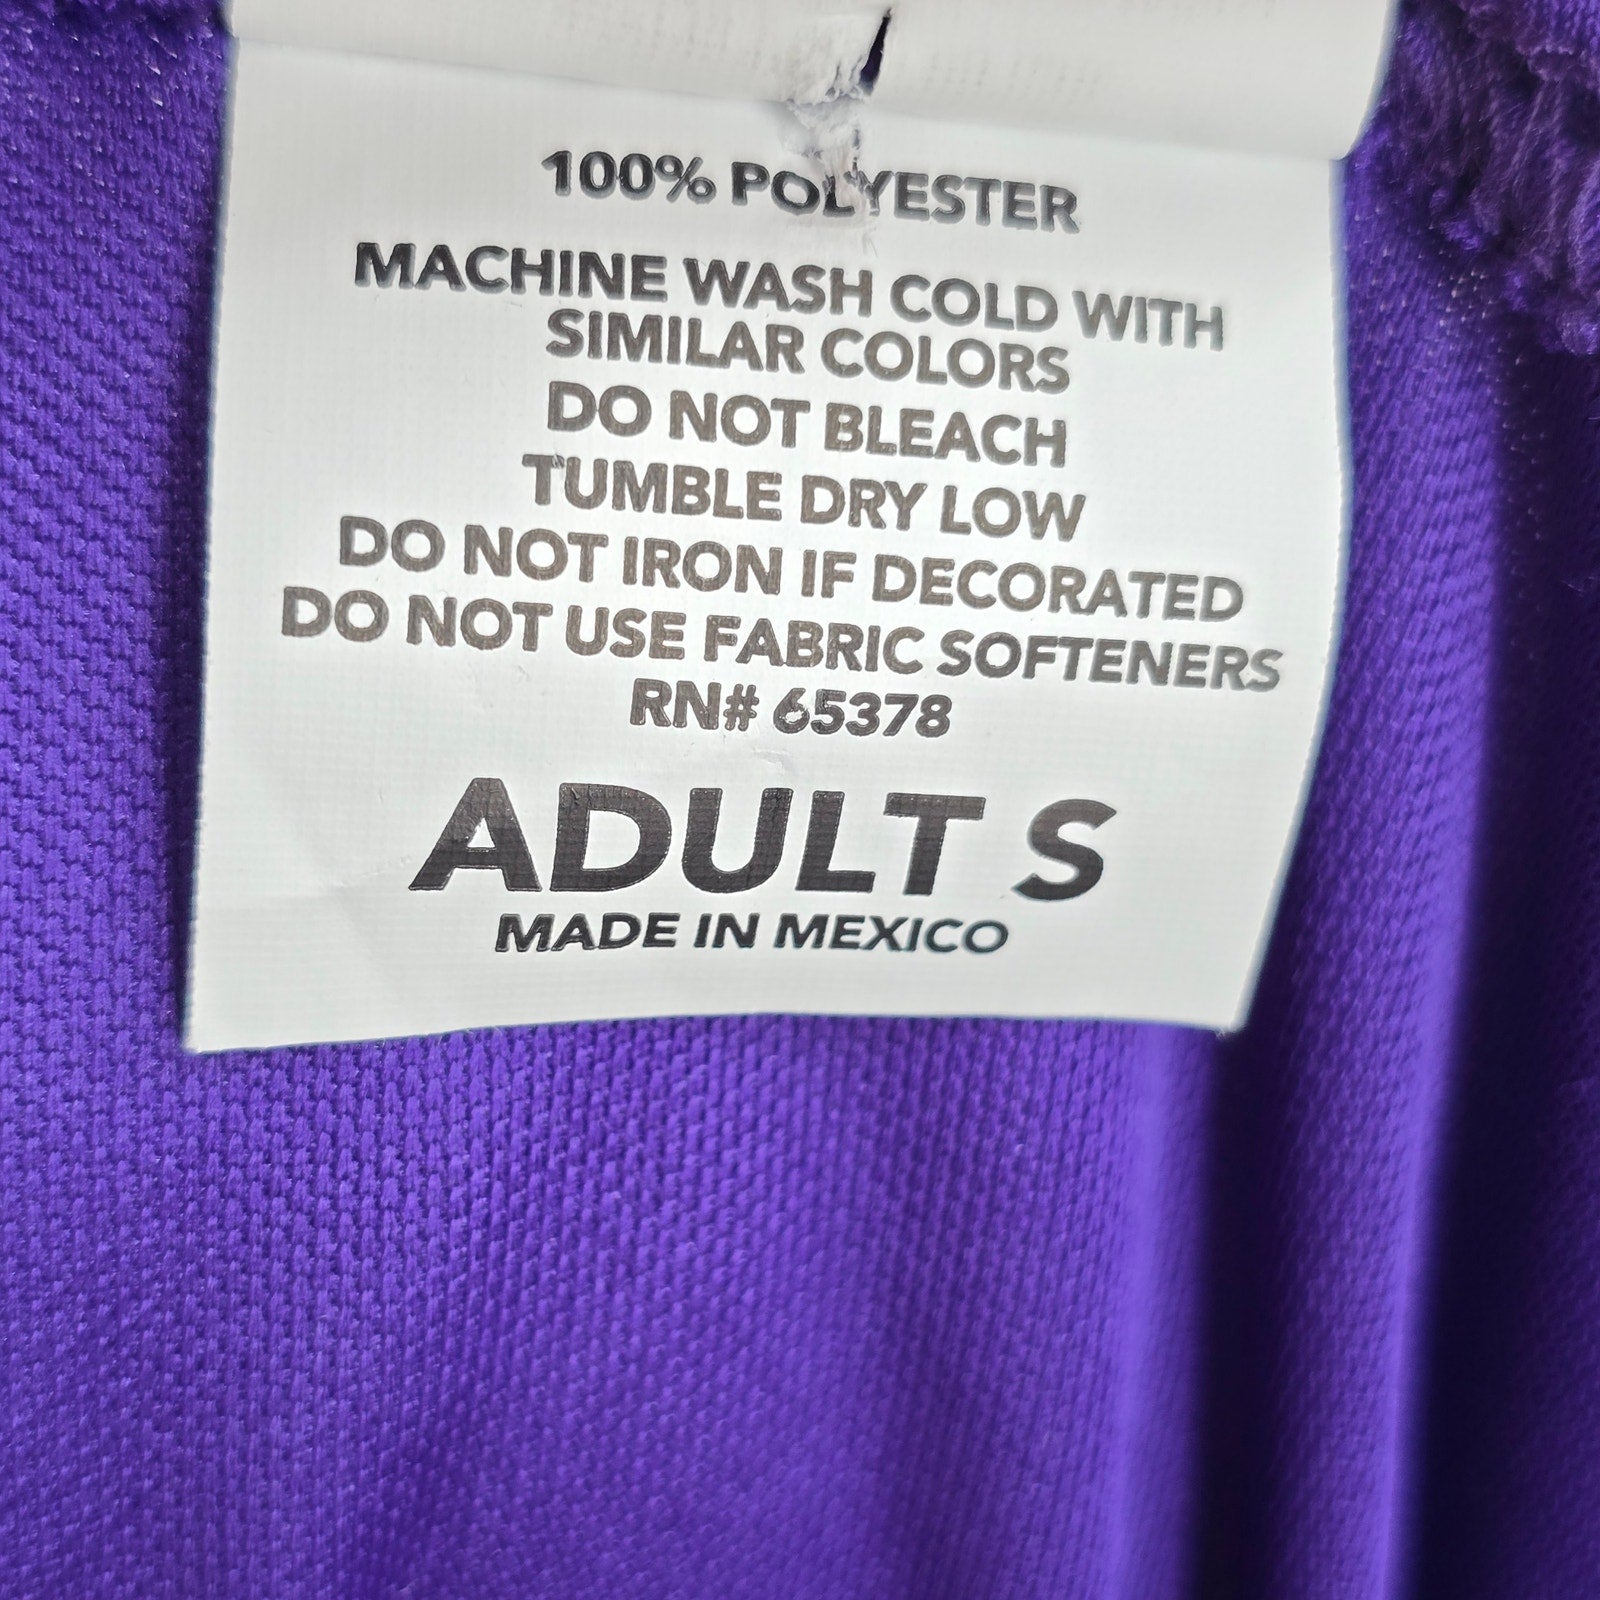 100% POLYESTER
MACHINE WASH COLD WITH
SIMILAR COLORS
DO NOT BLEACH
TUMBLE DRY LOW
DO NOT IRON IF DECORATED
DO NOT USE FABRIC SOFTENERS
RN# 65378
ADULT S
MADE IN MEXICO